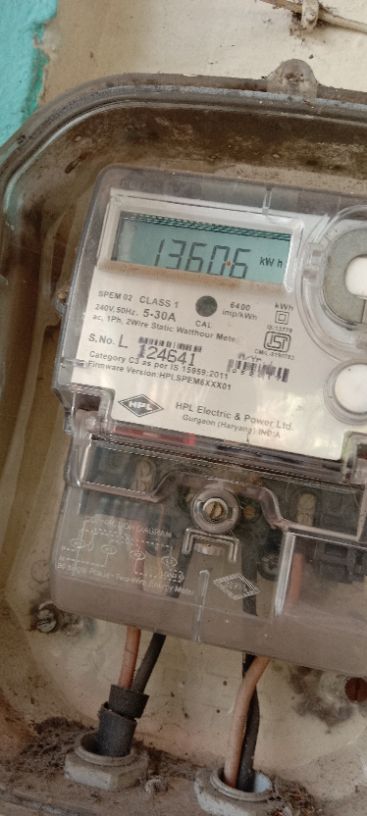 13606 kWh
SPEM 02 CLASS 1
6400 imp/kWh
kWh
240V, 50Hz, 5-30A
CAL
ac, 1Ph, 2Wire Static Watthour Meter
S.No. L 124641
Category C3 as per IS 15959:2011
Firmware Version HPLSPEM6XXX01
HPL
HPL Electric & Power Ltd.
Gurgaon (Haryana) INDIA